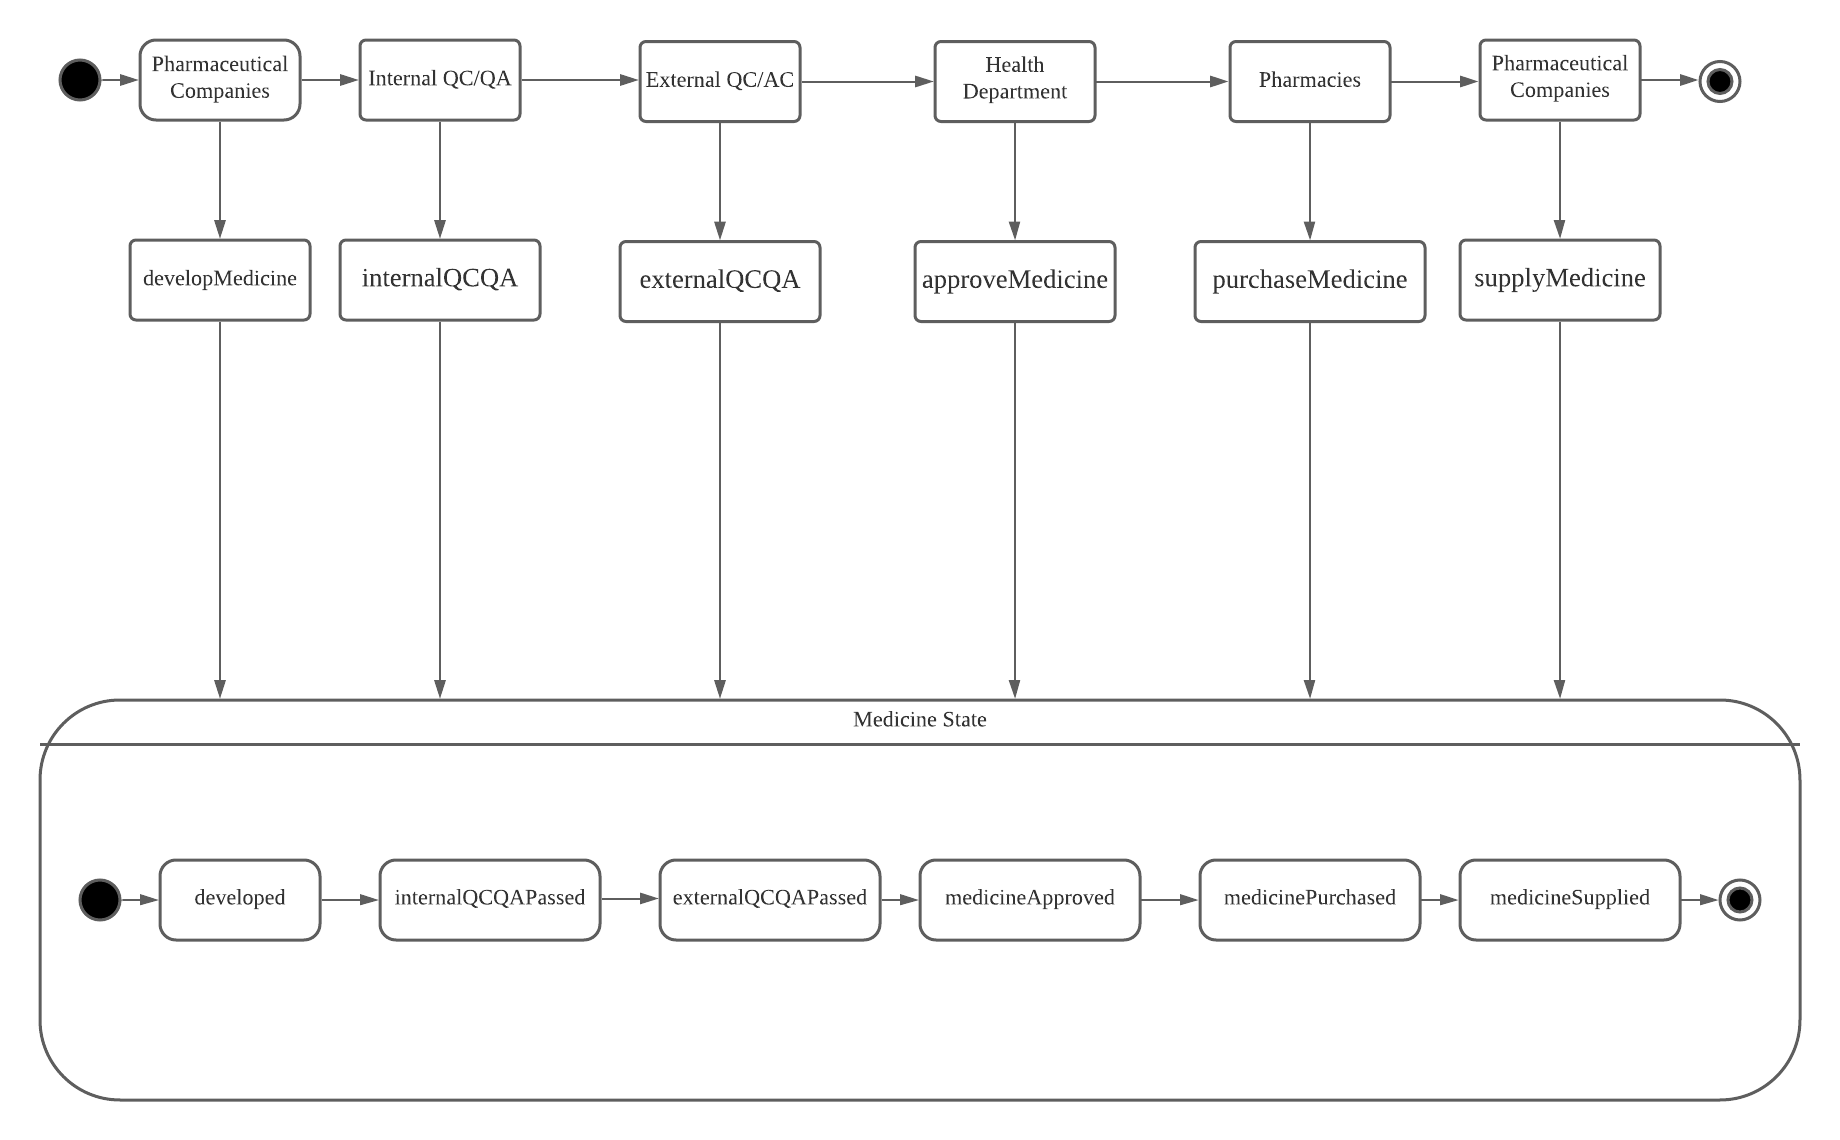 Pharmaceutical
Companies
Internal QC/QA
External QC/AC
Health
Department
Pharmacies
Pharmaceutical
Companies
developMedicine
internalQCQA
externalQCQA
approveMedicine
purchaseMedicine
supplyMedicine
Medicine State
developed
internalQCQAPassed
externalQCQAPassed
medicineApproved
medicinePurchased
medicineSupplied